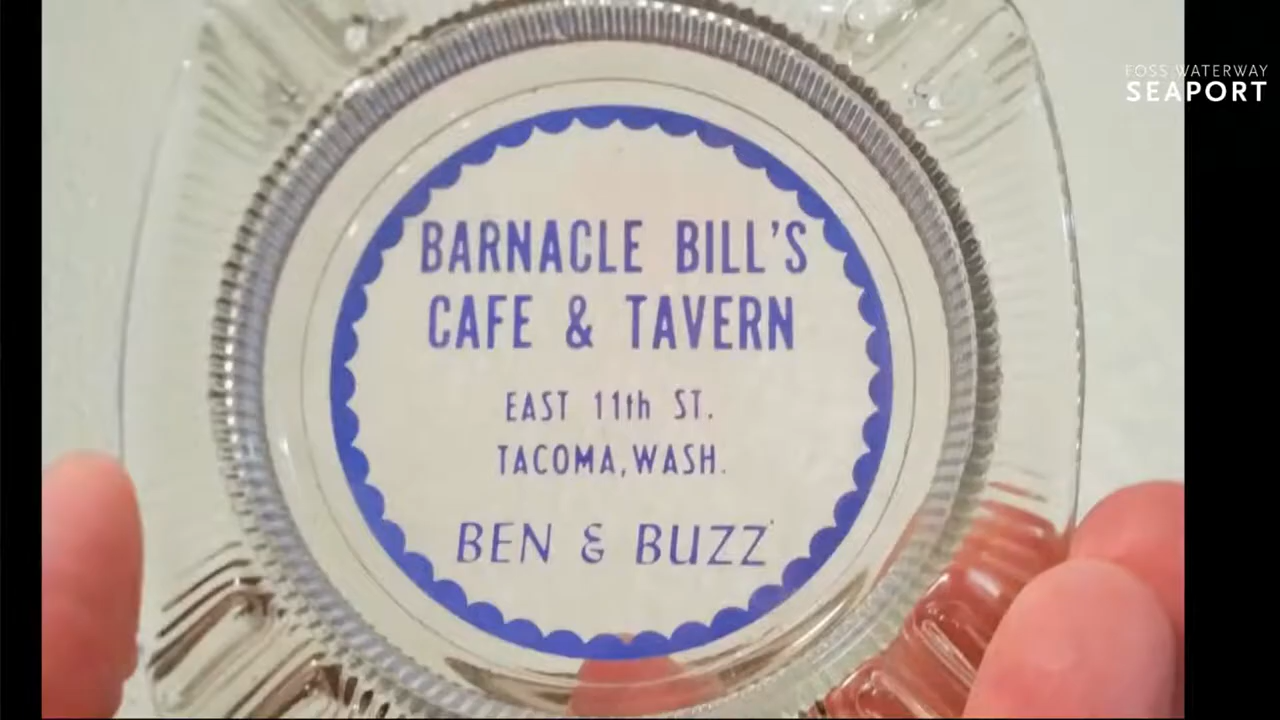 FOSS WATERWAY
SEAPORT
BARNACLE BILL'S
CAFE & TAVERN
EAST 11th ST.
TACOMA, WASH.
BEN & BUZZ